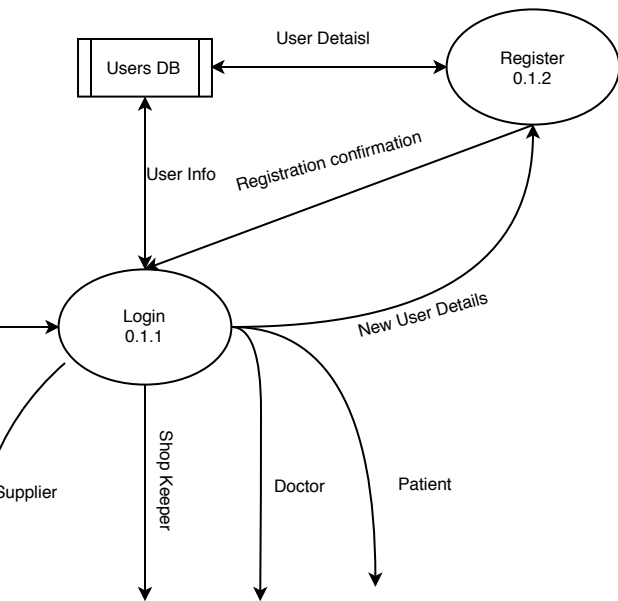 User Detaisl
Users DB
Register
0.1.2
User Info
Registration confirmation
New User Details
Login
0.1.1
Shop Keeper
Supplier
Doctor
Patient